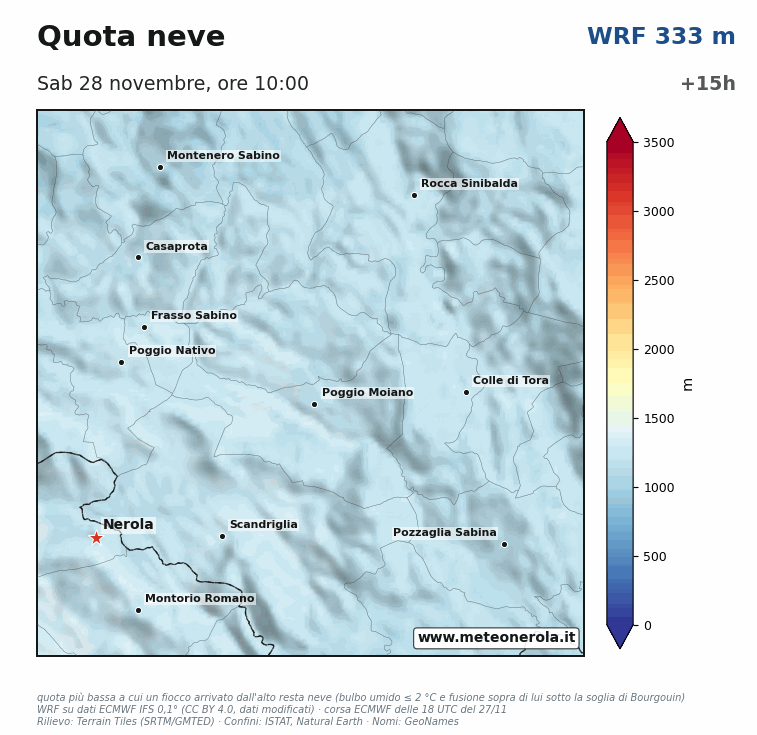 Quota neve
WRF 333 m
Sab 28 novembre, ore 10:00
+15h
Montenero Sabino
Rocca Sinibalda
Casaprota
Frasso Sabino
Poggio Nativo
Colle di Tora
Poggio Moiano
Nerola
Scandriglia
Pozzaglia Sabina
Montorio Romano
www.meteonerola.it
3500
3000
2500
2000
1500
1000
500
0
m
quota più bassa a cui un fiocco arrivato dall'alto resta neve (bulbo umido ≤ 2 °C e fusione sopra di lui sotto la soglia di Bourgouin)
WRF su dati ECMWF IFS 0,1° (CC BY 4.0, dati modificati) · corsa ECMWF delle 18 UTC del 27/11
Rilievo: Terrain Tiles (SRTM/GMTED) · Confini: ISTAT, Natural Earth · Nomi: GeoNames